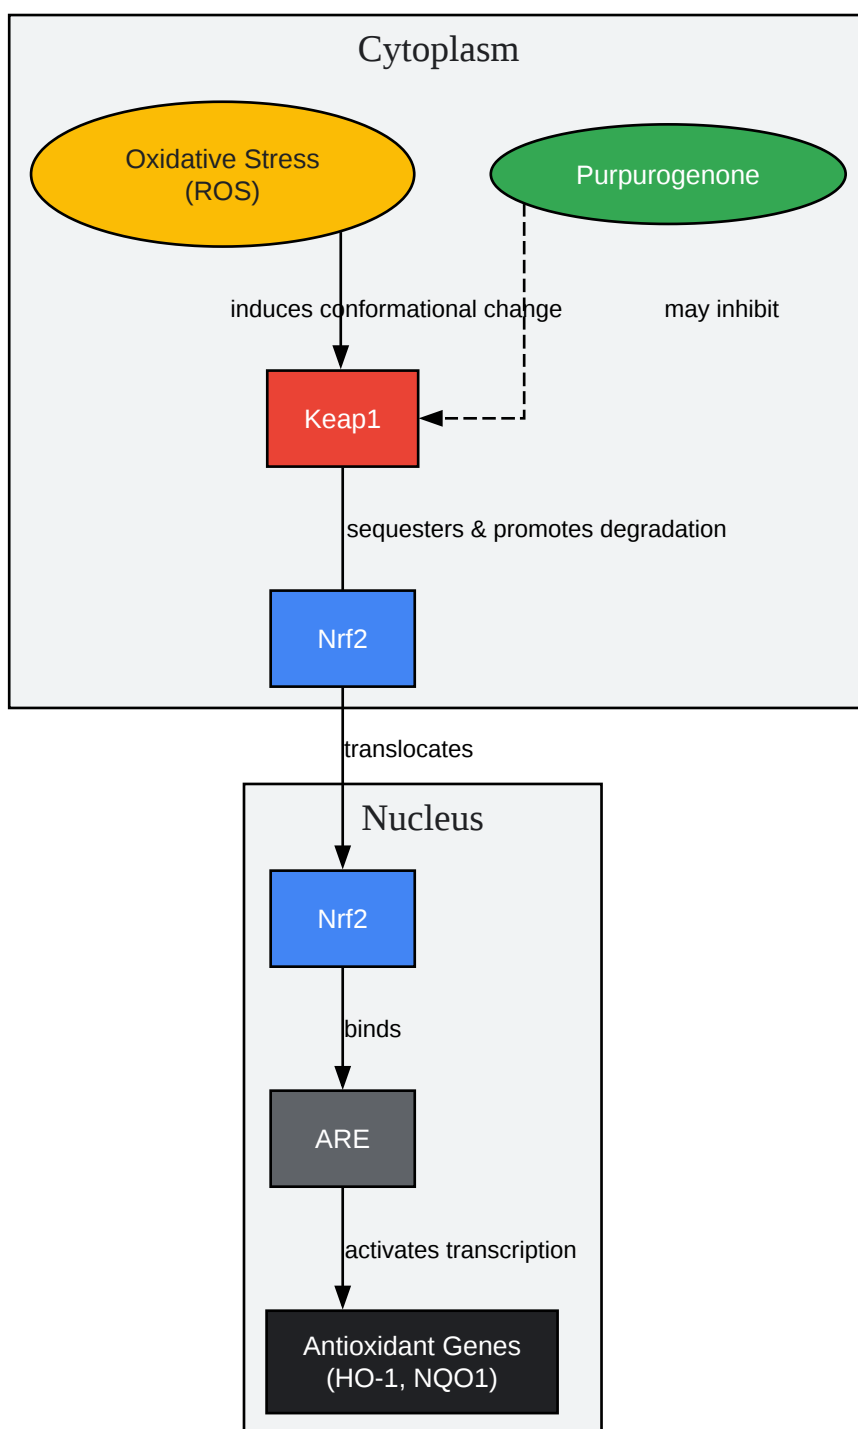 Cytoplasm
Oxidative Stress
(ROS)
Purpurogenone
induces conformational change
may inhibit
Keap1
sequesters & promotes degradation
Nrf2
translocates
Nucleus
Nrf2
binds
ARE
activates transcription
Antioxidant Genes
(HO-1, NQO1)